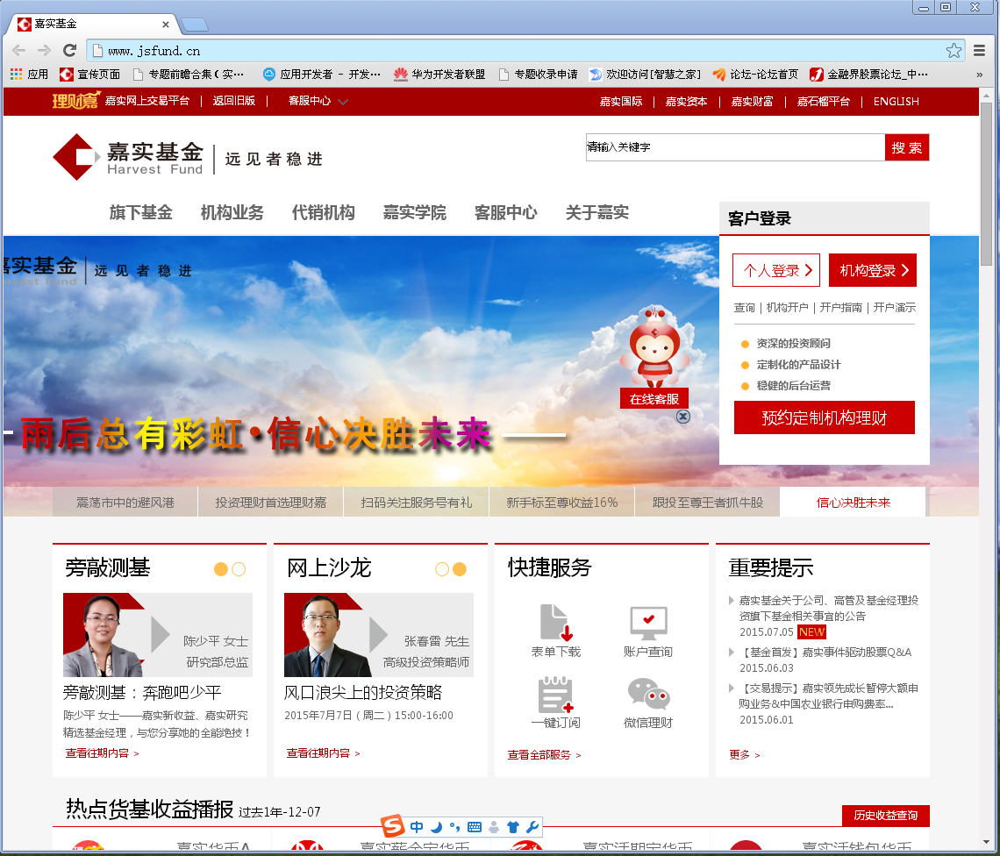 嘉实基金
www.jsfund.cn
应用 宣传页面 专题前瞻合集(实… 应用开发者 - 开发… 华为开发者联盟 专题收录申请 欢迎访问[智慧之家] 论坛-论坛首页 金融界股票论坛_中… »
理财嘉 嘉实网上交易平台 | 返回旧版 | 客服中心 嘉实国际 | 嘉实资本 | 嘉实财富 | 嘉石榴平台 | ENGLISH
嘉实基金 远见者稳进
Harvest Fund
请输入关键字 搜索
旗下基金 机构业务 代销机构 嘉实学院 客服中心 关于嘉实
客户登录
个人登录 机构登录
查询 | 机构开户 | 开户指南 | 开户演示
资深的投资顾问
定制化的产品设计
稳健的后台运营
预约定制机构理财
嘉实基金 远见者稳进
在线客服
雨后总有彩虹·信心决胜未来
震荡市中的避风港 投资理财首选理财嘉 扫码关注服务号有礼 新手标至尊收益16% 跟投至尊王者抓牛股 信心决胜未来
旁敲测基
陈少平 女士
研究部总监
旁敲测基：奔跑吧少平
陈少平 女士——嘉实新收益、嘉实研究
精选基金经理，与您分享她的全能绝技！
查看往期内容 >
网上沙龙
张春雷 先生
高级投资策略师
风口浪尖上的投资策略
2015年7月7日（周二）15:00-16:00
查看往期内容 >
快捷服务
表单下载 账户查询
一键订阅 微信理财
查看全部服务 >
重要提示
嘉实基金关于公司、高管及基金经理投
资旗下基金相关事宜的公告
2015.07.05 NEW
【基金首发】嘉实事件驱动股票Q&A
2015.06.03
【交易提示】嘉实领先成长暂停大额申
购业务&中国农业银行申购费率...
2015.06.01
更多 >
热点货基收益播报 过去1年-12-07 历史收益查询
中
嘉实货币A 嘉实薪金宝货币 嘉实活期宝货币 嘉实活钱包货币